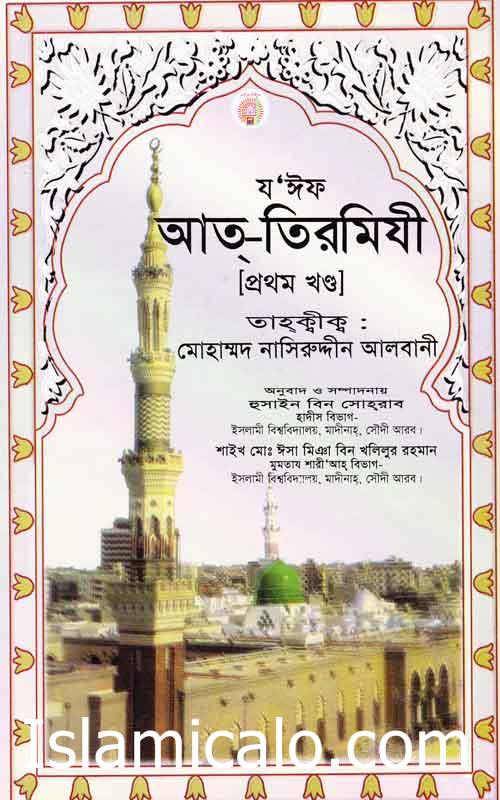 য‘ঈফ
আত্-তিরমিযী
[প্রথম খণ্ড]
তাহ্ক্বীক্ব :
মোহাম্মদ নাসিরুদ্দীন আলবানী
অনুবাদ ও সম্পাদনায়
হুসাইন বিন সোহ্‌রাব
হাদীস বিভাগ-
ইসলামী বিশ্ববিদ্যালয়, মাদীনাহ্, সৌদী আরব।
শাইখ মোঃ ঈসা মিঞা বিন খলিলুর রহমান
মুমতায শারী‘আহ্ বিভাগ-
ইসলামী বিশ্ববিদ্যালয়, মাদীনাহ্, সৌদী আরব।
Islamicalo.com